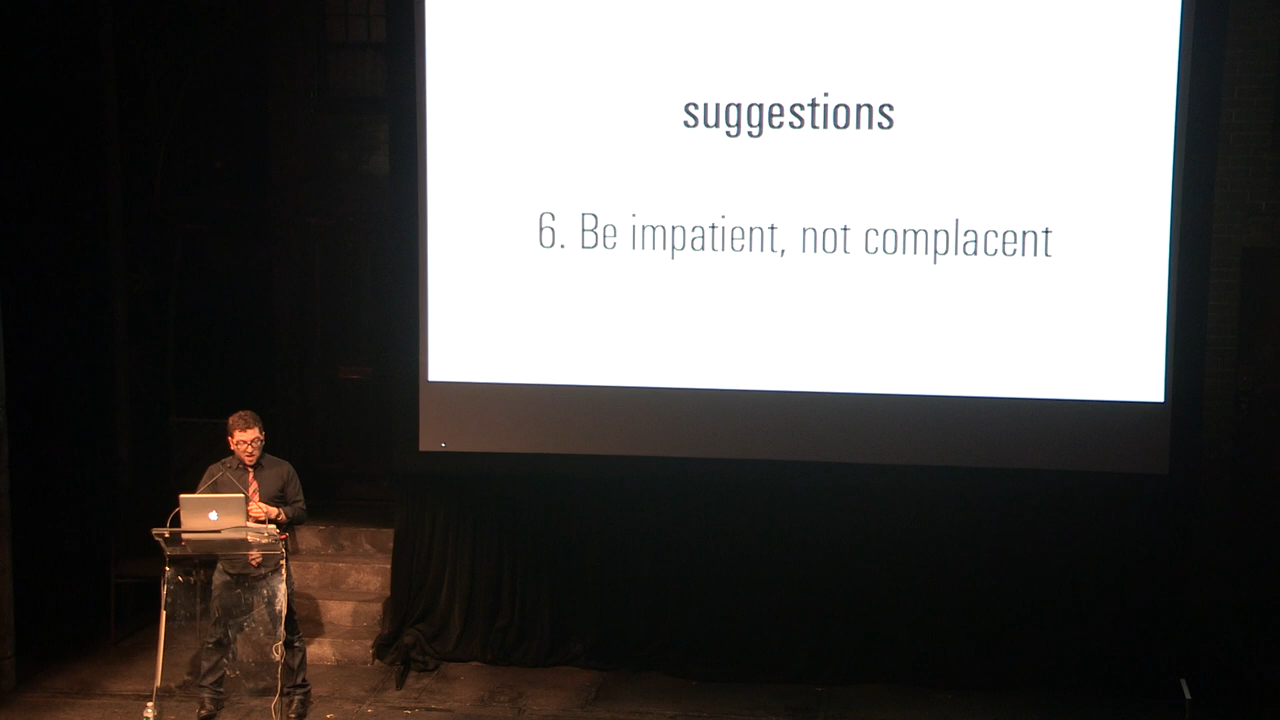 suggestions
6. Be impatient, not complacent